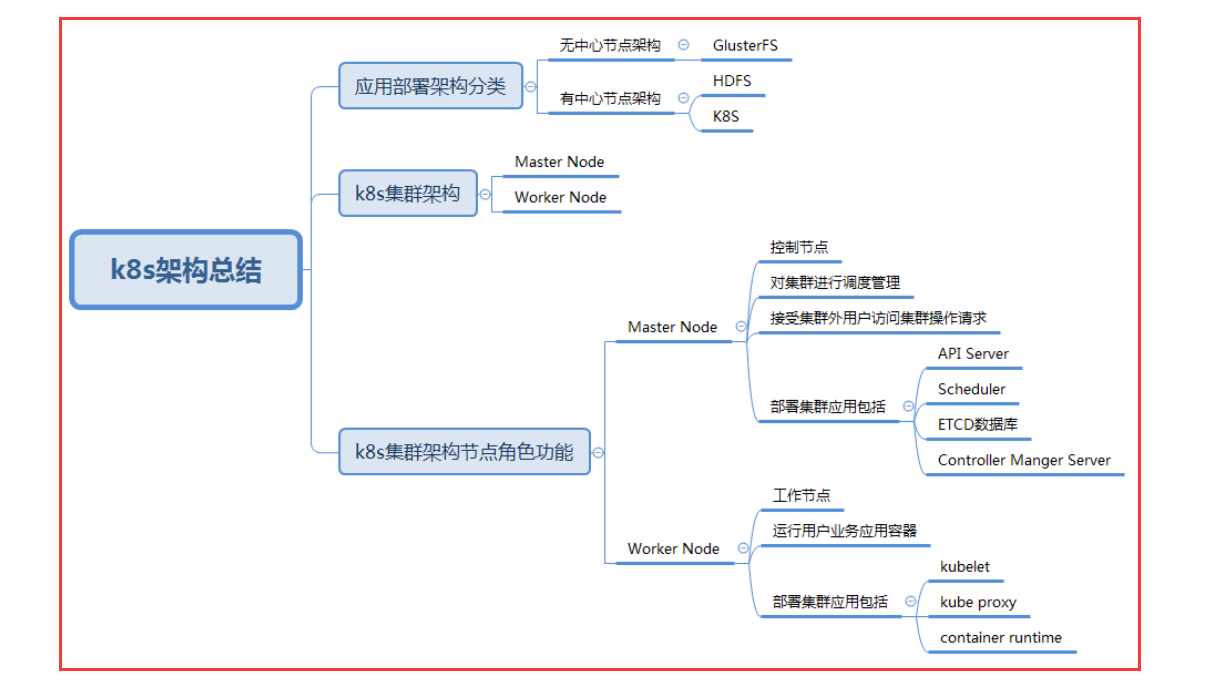 k8s架构总结
应用部署架构分类
无中心节点架构
GlusterFS
有中心节点架构
HDFS
K8S
k8s集群架构
Master Node
Worker Node
k8s集群架构节点角色功能
Master Node
控制节点
对集群进行调度管理
接受集群外用户访问集群操作请求
部署集群应用包括
API Server
Scheduler
ETCD数据库
Controller Manger Server
Worker Node
工作节点
运行用户业务应用容器
部署集群应用包括
kubelet
kube proxy
container runtime